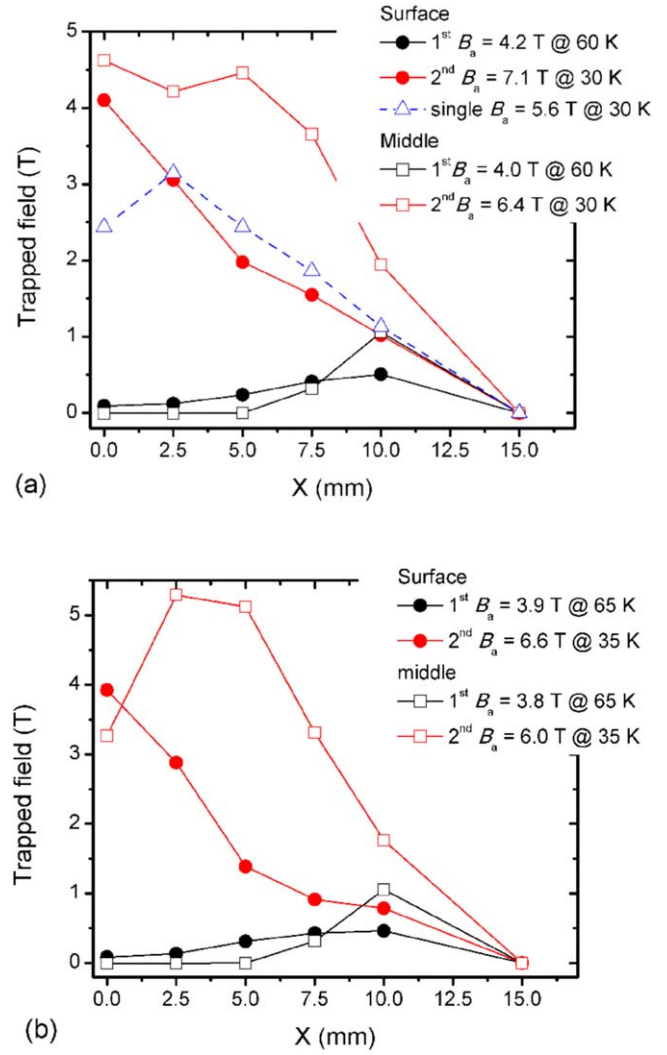 Surface
1st Ba = 4.2 T @ 60 K
2nd Ba = 7.1 T @ 30 K
single Ba = 5.6 T @ 30 K
Middle
1st Ba = 4.0 T @ 60 K
2nd Ba = 6.4 T @ 30 K
Trapped field (T)
5
4
3
2
1
0
0.0 2.5 5.0 7.5 10.0 12.5 15.0
X (mm)
(a)
Surface
1st Ba = 3.9 T @ 65 K
2nd Ba = 6.6 T @ 35 K
middle
1st Ba = 3.8 T @ 65 K
2nd Ba = 6.0 T @ 35 K
Trapped field (T)
5
4
3
2
1
0
0.0 2.5 5.0 7.5 10.0 12.5 15.0
X (mm)
(b)